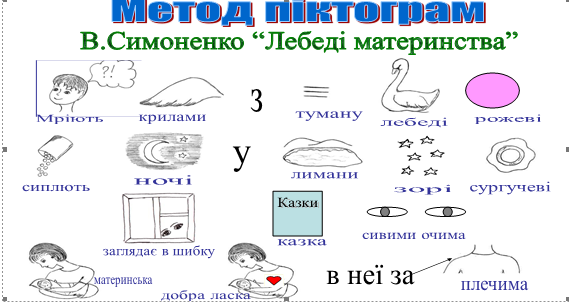 Метод піктограм
В.Симоненко “Лебеді материнства”
?!
Мріють крилами з туману лебеді рожеві
сиплють ночі у лимани зорі сургучеві
заглядає в шибку Казки казка сивими очима
материнська добра ласка в неї за плечима